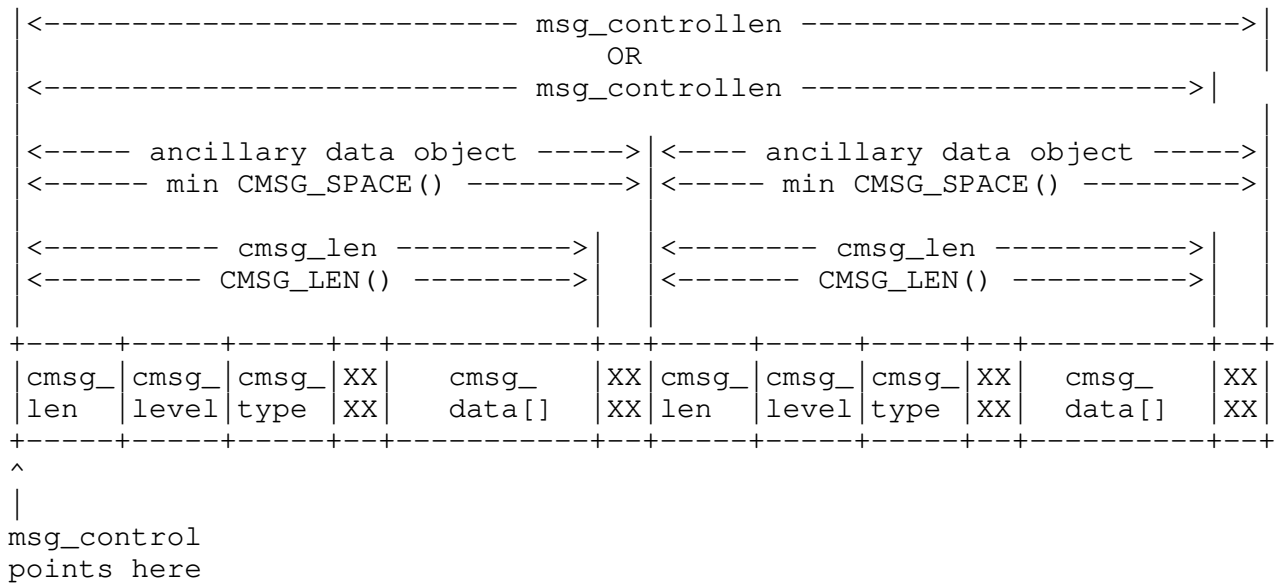 |<--------------------------- msg_controllen ------------------------->|
|                                  OR                                  |
|<--------------------------- msg_controllen ---------------------->|
|                                                                      |
|<----- ancillary data object ----->|<---- ancillary data object ----->|
|<------ min CMSG_SPACE() --------->|<----- min CMSG_SPACE() --------->|
|                                   |                                  |
|<---------- cmsg_len ---------->|  |<-------- cmsg_len ----------->|  |
|<--------- CMSG_LEN() --------->|  |<------- CMSG_LEN() ---------->|  |
|                                |  |                               |  |
+-----+-----+-----+--+-----------+--+-----+-----+-----+--+----------+--+
|cmsg_|cmsg_|cmsg_|XX|   cmsg_   |XX|cmsg_|cmsg_|cmsg_|XX|  cmsg_   |XX|
|len  |level|type |XX|   data[]  |XX|len  |level|type |XX|  data[]  |XX|
+-----+-----+-----+--+-----------+--+-----+-----+-----+--+----------+--+
^
|
msg_control
points here